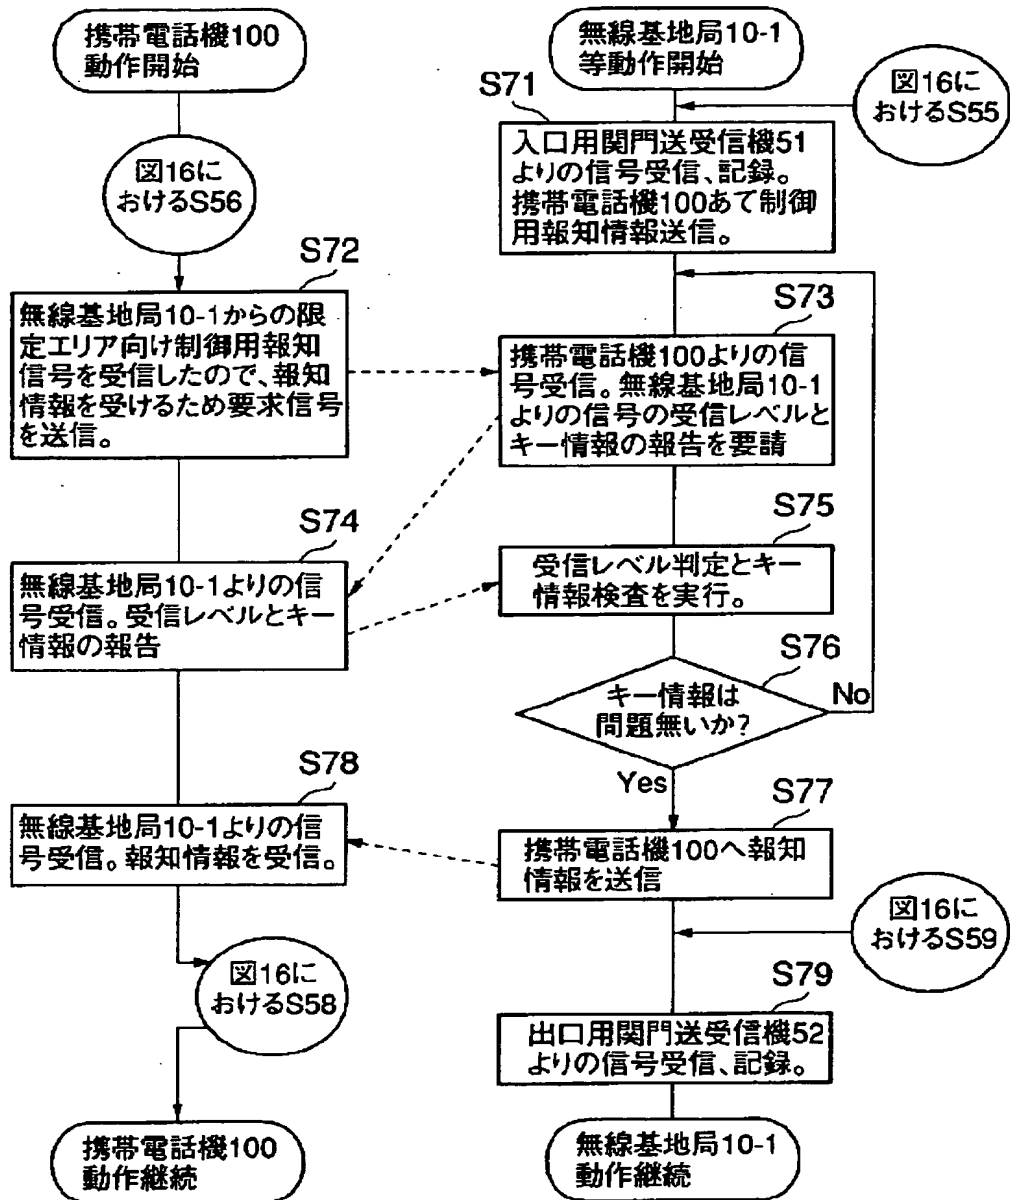 携帯電話機100
動作開始
図16に
おけるS56
S72
無線基地局10-1からの限
定エリア向け制御用報知
信号を受信したので、報知
情報を受けるため要求信号
を送信。
S74
無線基地局10-1よりの信
号受信。受信レベルとキー
情報の報告
S78
無線基地局10-1よりの信
号受信。報知情報を受信。
図16に
おけるS58
携帯電話機100
動作継続
無線基地局10-1
等動作開始
図16に
おけるS55
S71
入口用関門送受信機51
よりの信号受信、記録。
携帯電話機100あて制御
用報知情報送信。
S73
携帯電話機100よりの信
号受信。無線基地局10-1
よりの信号の受信レベルと
キー情報の報告を要請
S75
受信レベル判定とキー
情報検査を実行。
S76
キー情報は
問題無いか?
No
Yes
S77
携帯電話機100へ報知
情報を送信
図16に
おけるS59
S79
出口用関門送受信機52
よりの信号受信、記録。
無線基地局10-1
動作継続